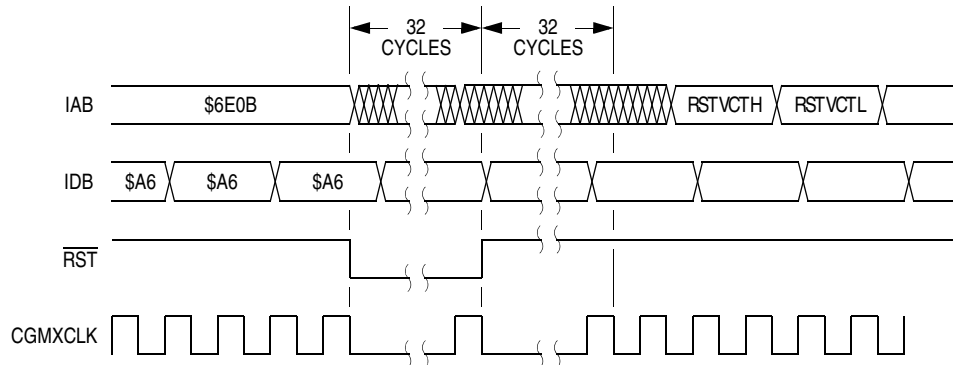 32
CYCLES
32
CYCLES
IAB
$6E0B
RSTVCTH
RSTVCTL
IDB
$A6
$A6
$A6
RST
CGMXCLK